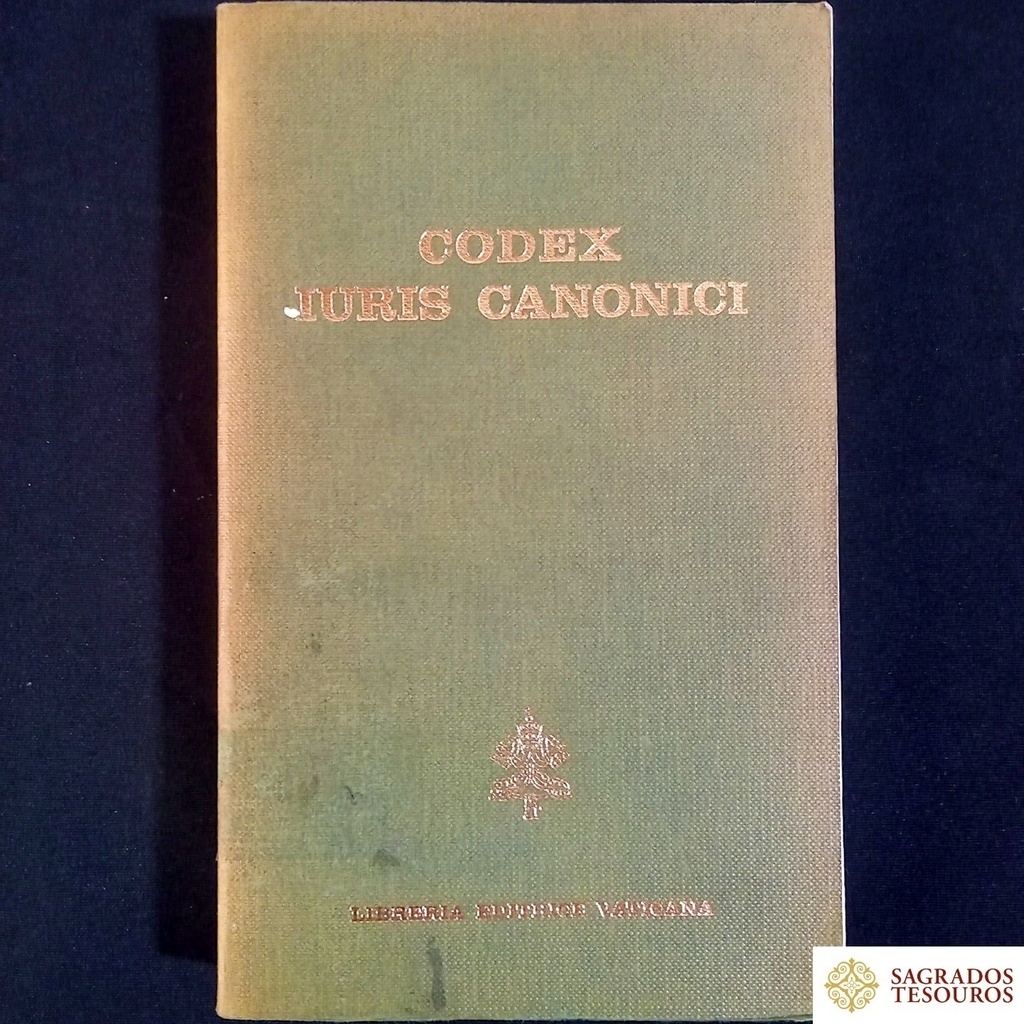 CODEX
IURIS CANONICI
LIBRERIA EDITRICE VATICANA
SAGRADOS
TESOUROS